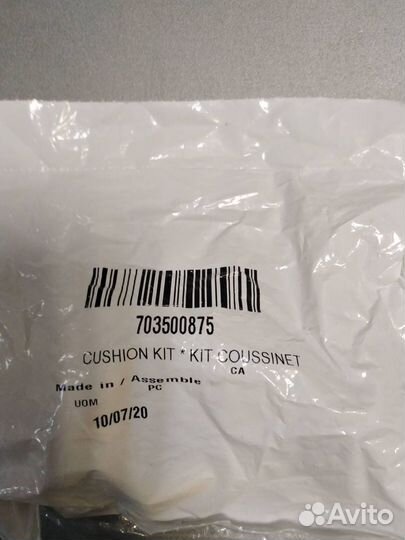 703500875
CUSHION KIT * KIT COUSSINET
CA
Made in / Assemble
PC
UOM
10/07/20
Avito